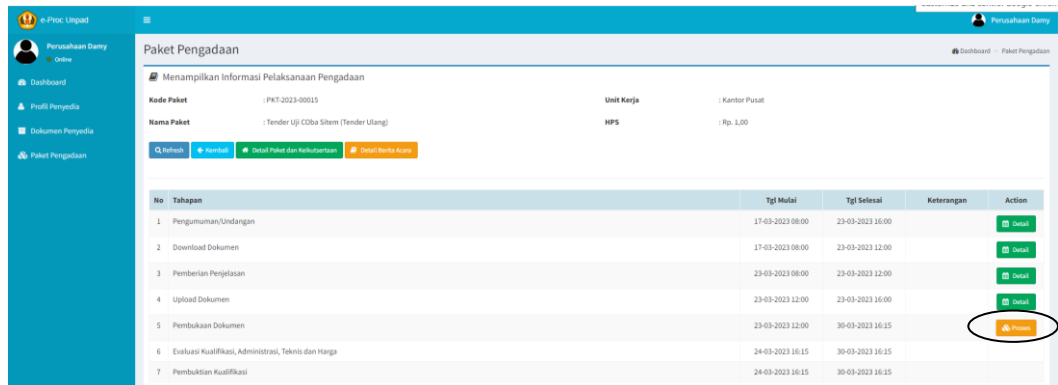 e-Proc Unpad
Perusahaan Damy
Perusahaan Damy
Online
Dashboard
Profil Penyedia
Dokumen Penyedia
Paket Pengadaan
Paket Pengadaan
Dashboard > Paket Pengadaan
Menampilkan Informasi Pelaksanaan Pengadaan
Kode Paket : PKT-2023-00015 Unit Kerja : Kantor Pusat
Nama Paket : Tender Uji COba Sitem (Tender Ulang) HPS : Rp. 1,00
Refresh Kembali Detail Paket dan Keikutsertaan Detail Berita Acara
No Tahapan Tgl Mulai Tgl Selesai Keterangan Action
1 Pengumuman/Undangan 17-03-2023 08:00 23-03-2023 16:00 Detail
2 Download Dokumen 17-03-2023 08:00 23-03-2023 12:00 Detail
3 Pemberian Penjelasan 23-03-2023 08:00 23-03-2023 12:00 Detail
4 Upload Dokumen 23-03-2023 12:00 23-03-2023 16:00 Detail
5 Pembukaan Dokumen 23-03-2023 12:00 30-03-2023 16:15 Proses
6 Evaluasi Kualifikasi, Administrasi, Teknis dan Harga 24-03-2023 16:15 30-03-2023 16:15
7 Pembuktian Kualifikasi 24-03-2023 16:15 30-03-2023 16:15